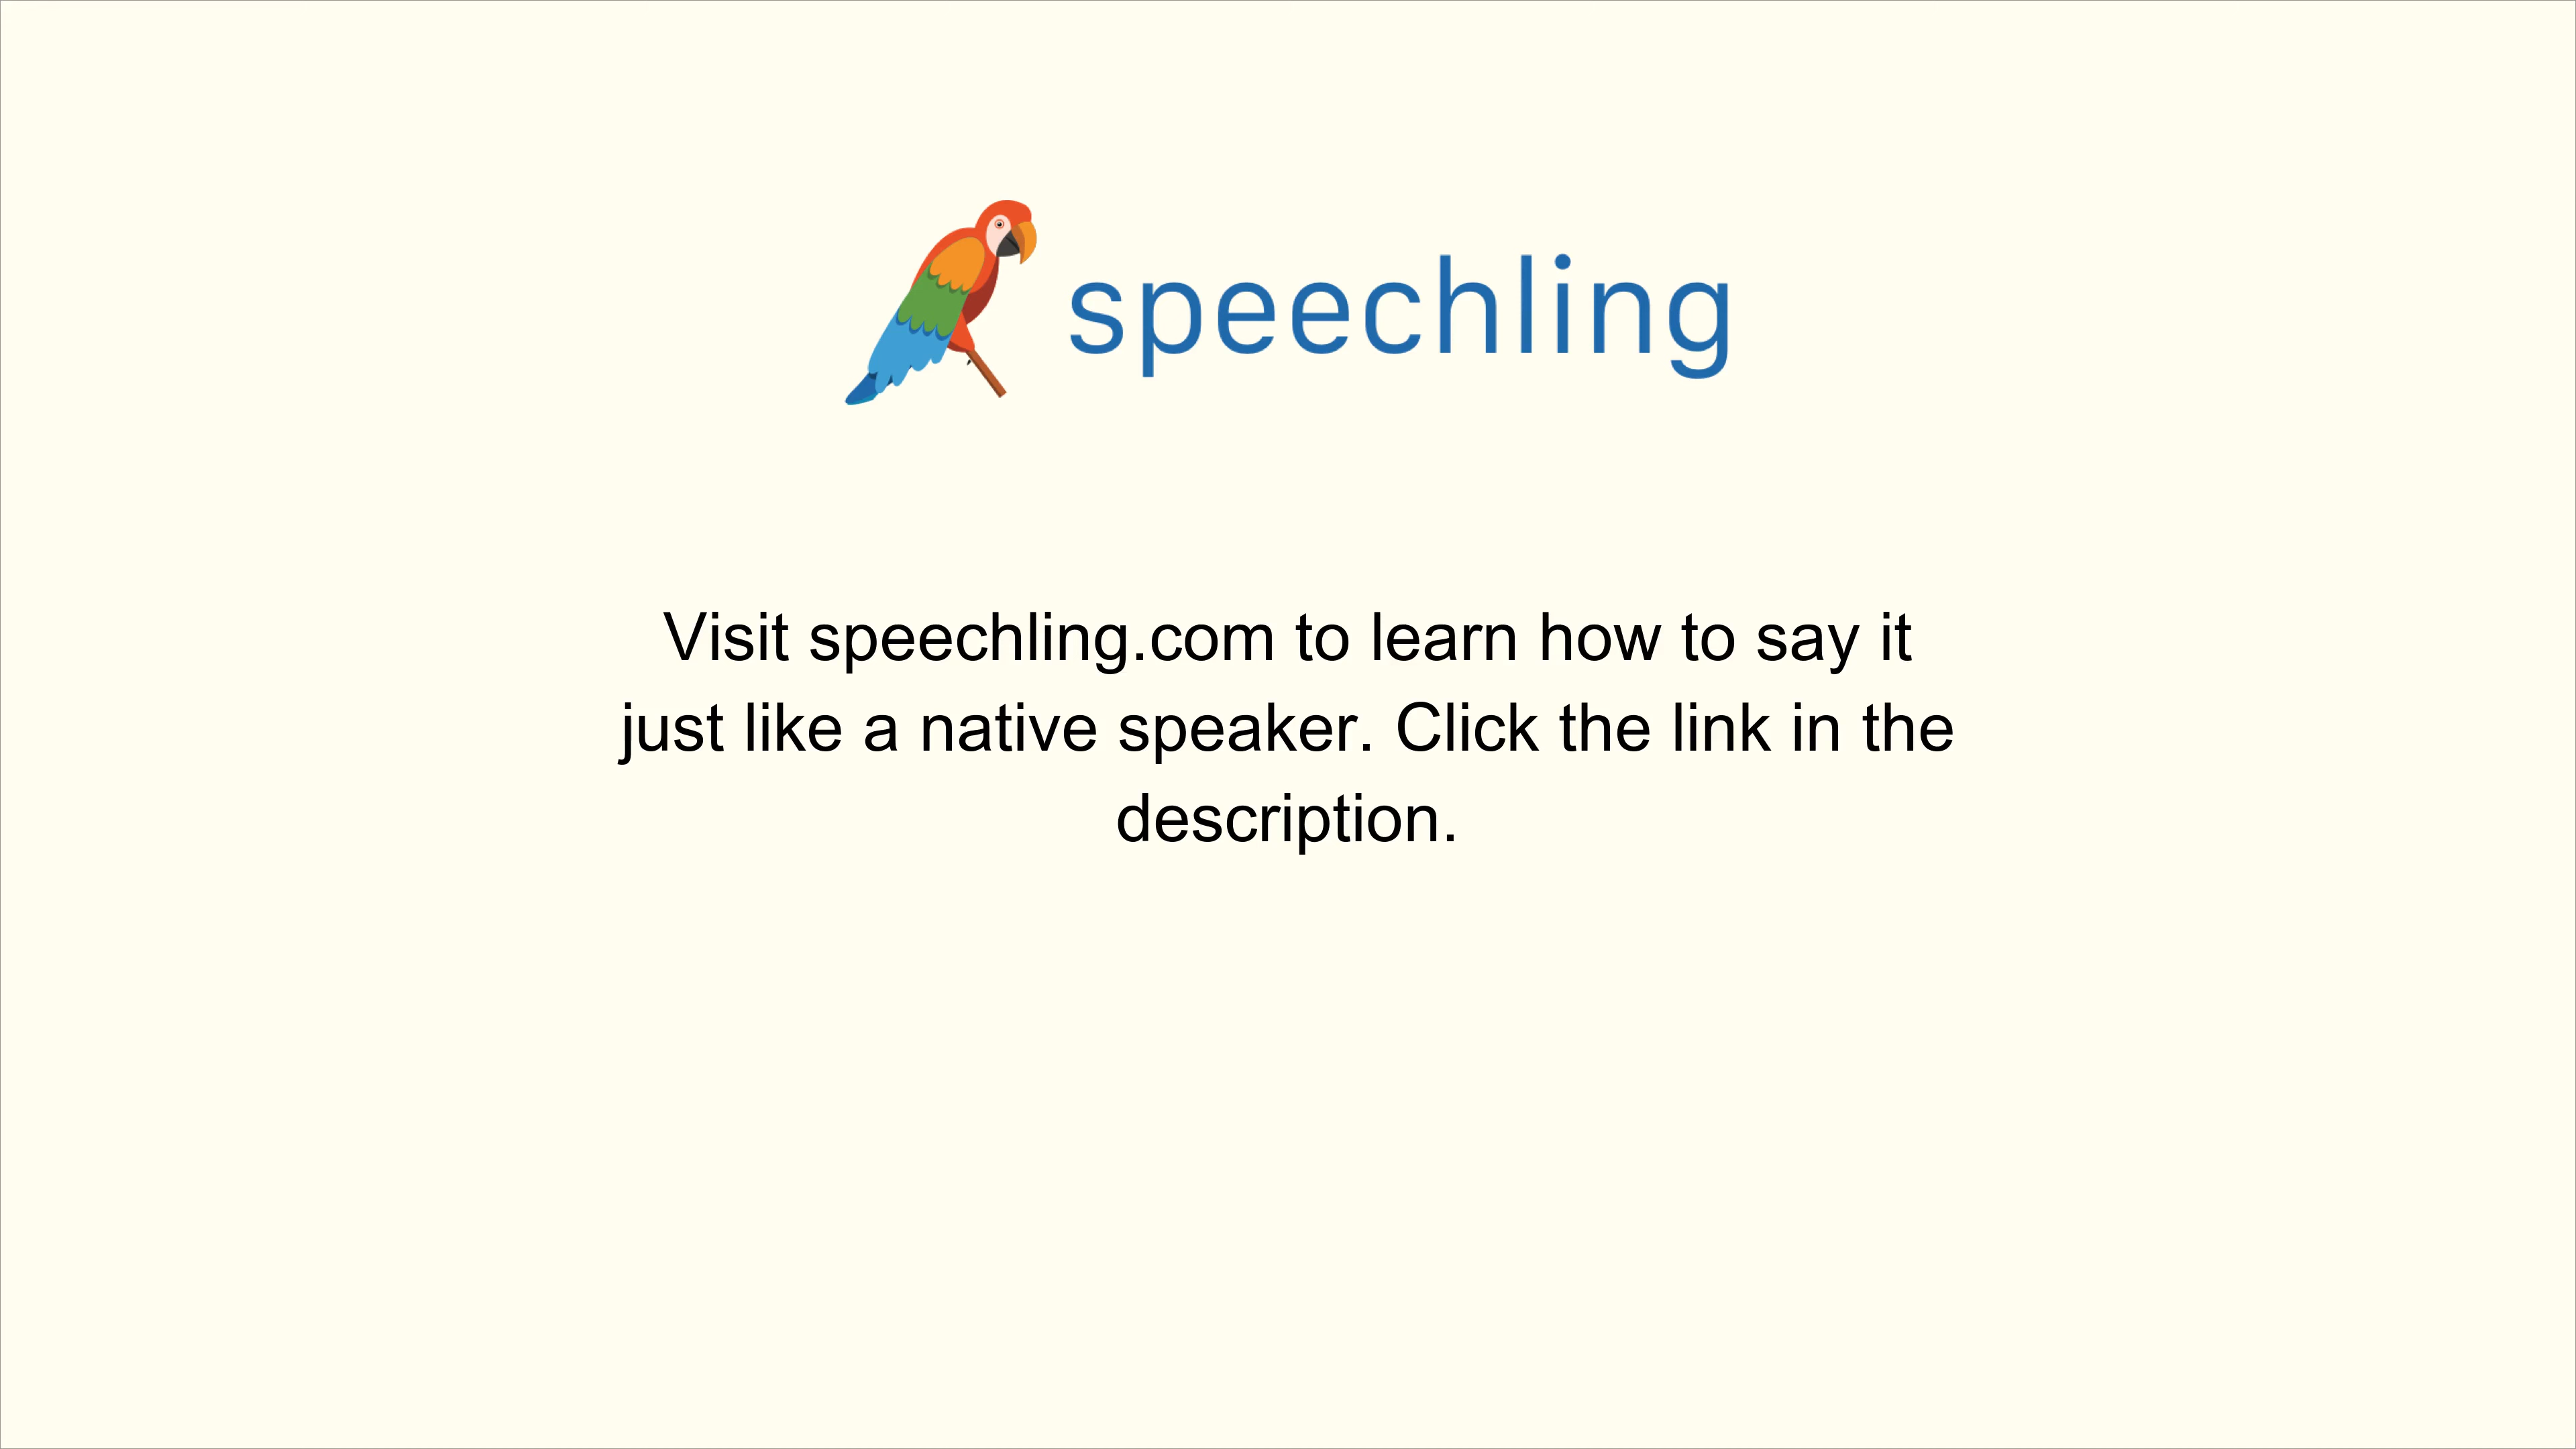 speechling
Visit speechling.com to learn how to say it
just like a native speaker. Click the link in the
description.